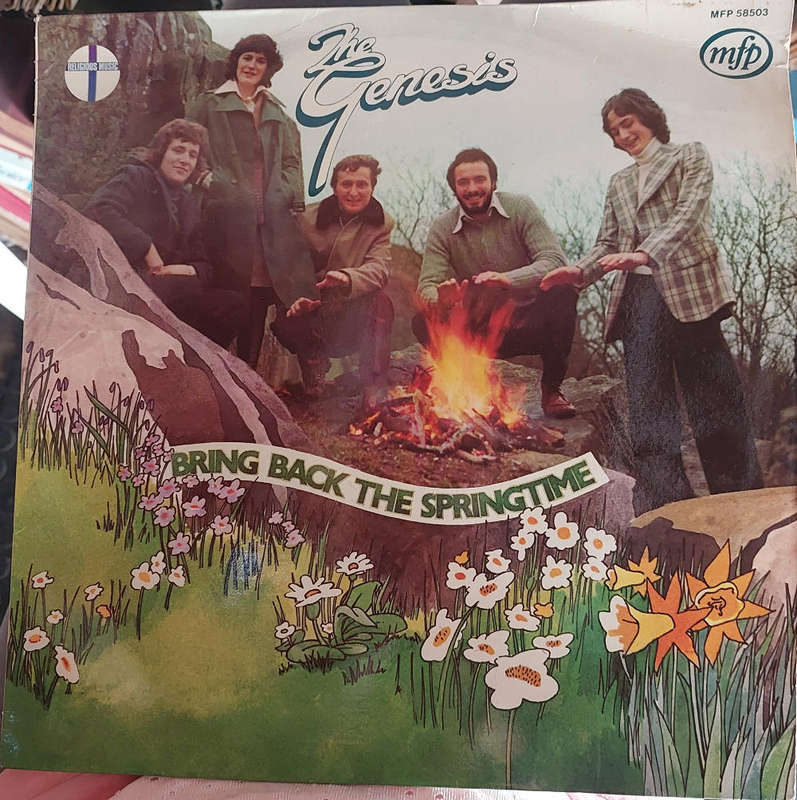 MFP 58503
mfp
RELIGIOUS MUSIC
The
Genesis
BRING BACK THE SPRINGTIME